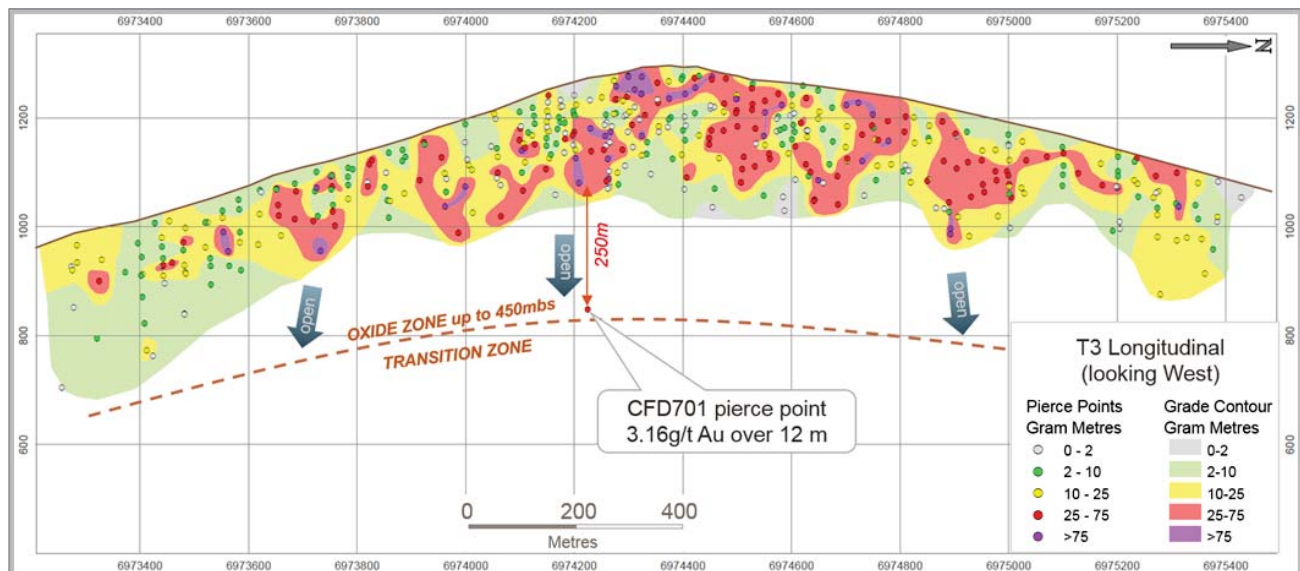 6973400 6973600 6973800 6974000 6974200 6974400 6974600 6974800 6975000 6975200 6975400
N
1200 1200
1000 1000
800 800
600 600
open
250m
open
open
OXIDE ZONE up to 450mbs
TRANSITION ZONE
CFD701 pierce point
3.16g/t Au over 12 m
T3 Longitudinal
(looking West)
Pierce Points Grade Contour
Gram Metres Gram Metres
0 - 2 0-2
2 - 10 2-10
10 - 25 10-25
25 - 75 25-75
>75 >75
0 200 400
Metres
6973400 6973600 6973800 6974000 6974200 6974400 6974600 6974800 6975000 6975200 6975400